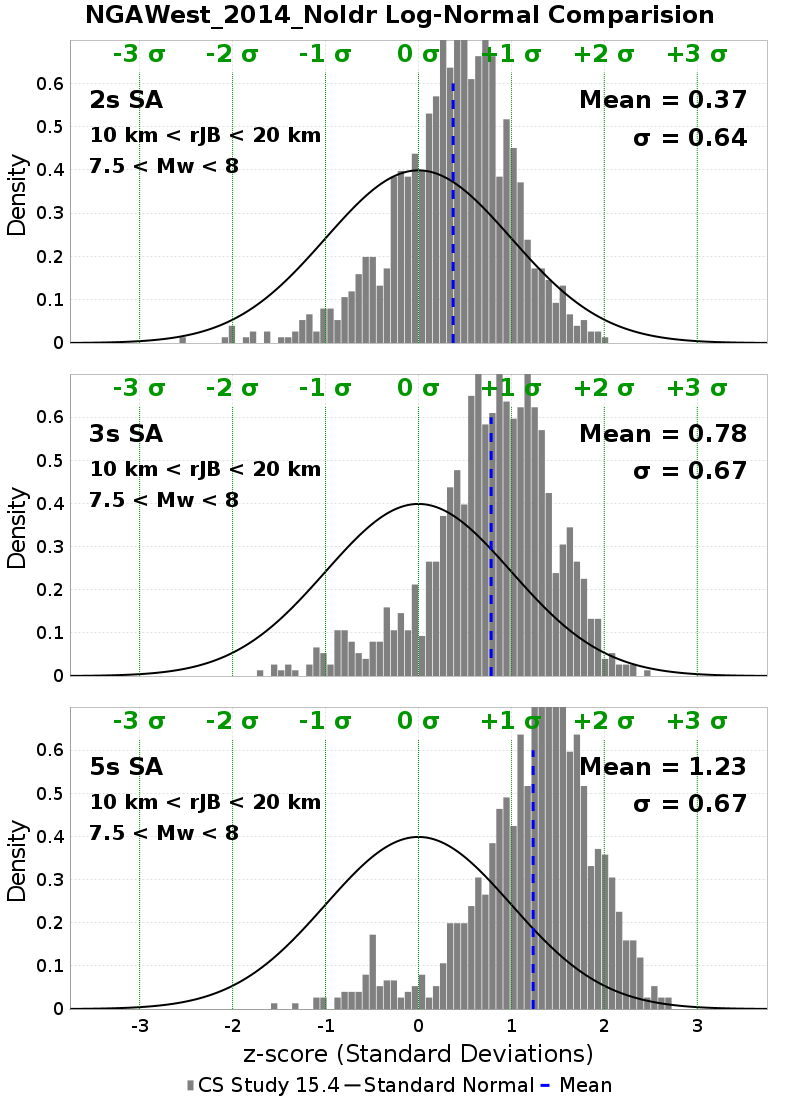 NGAWest_2014_NoIdr Log-Normal Comparision
-3 σ -2 σ -1 σ 0 σ +1 σ +2 σ +3 σ
2s SA
Mean = 0.37
10 km < rJB < 20 km
σ = 0.64
7.5 < Mw < 8
Density
0.6
0.5
0.4
0.3
0.2
0.1
0
-3 σ -2 σ -1 σ 0 σ +1 σ +2 σ +3 σ
3s SA
Mean = 0.78
10 km < rJB < 20 km
σ = 0.67
7.5 < Mw < 8
Density
0.6
0.5
0.4
0.3
0.2
0.1
0
-3 σ -2 σ -1 σ 0 σ +1 σ +2 σ +3 σ
5s SA
Mean = 1.23
10 km < rJB < 20 km
σ = 0.67
7.5 < Mw < 8
Density
0.6
0.5
0.4
0.3
0.2
0.1
0
-3 -2 -1 0 1 2 3
z-score (Standard Deviations)
CS Study 15.4 Standard Normal Mean